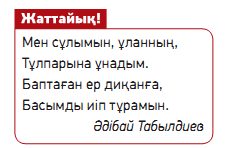 Жаттайық!
Мен сұлымын, ұланның,
Тұлпарына ұнадым.
Баптаған ер диқанға,
Басымды иіп тұрамын.
Әдібай Табылдиев